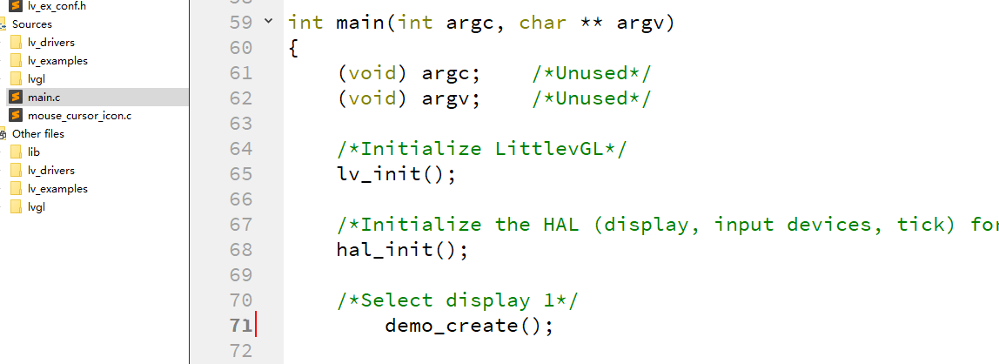 lv_ex_conf.h
Sources
lv_drivers
lv_examples
lvgl
main.c
mouse_cursor_icon.c
Other files
lib
lv_drivers
lv_examples
lvgl
59 int main(int argc, char ** argv)
60 {
61 (void) argc; /*Unused*/
62 (void) argv; /*Unused*/
63
64 /*Initialize LittlevGL*/
65 lv_init();
66
67 /*Initialize the HAL (display, input devices, tick) for
68 hal_init();
69
70 /*Select display 1*/
71 demo_create();
72